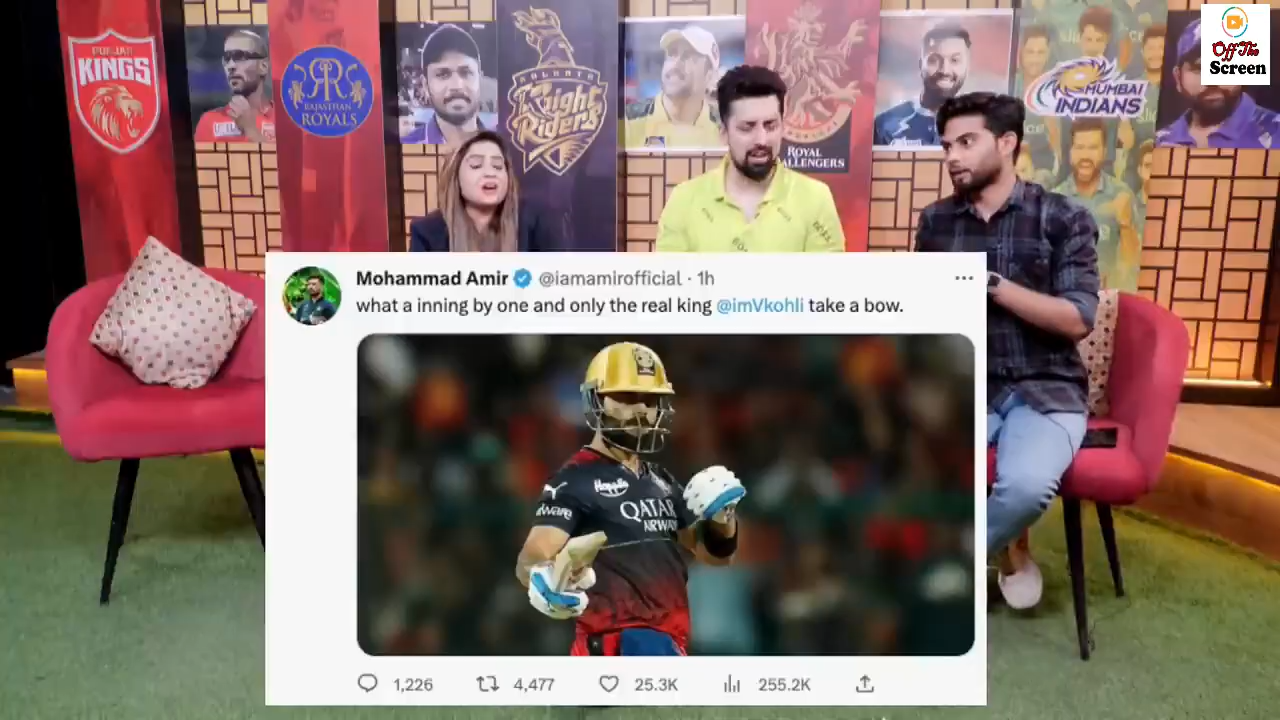 PUNJAB
KINGS
RAJASTHAN
ROYALS
KOLKATA
Knight
Riders
ROYAL
CHALLENGERS
MUMBAI
INDIANS
Off The
Screen
Mohammad Amir @iamamirofficial · 1h
what a inning by one and only the real king @imVkohli take a bow.
Happilo
QATAR
AIRWAYS
1,226 4,477 25.3K 255.2K